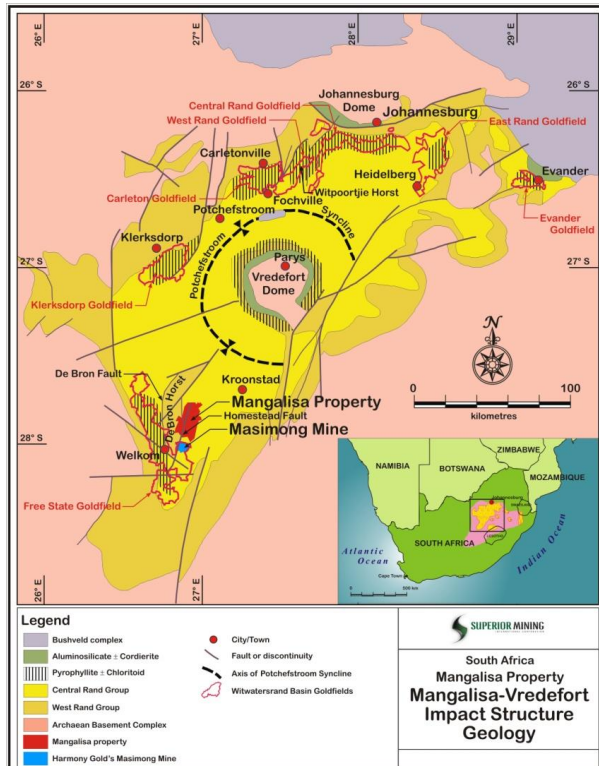 26° E
27° E
28° E
29° E
26° S
26° S
Johannesburg
Dome
Central Rand Goldfield
Johannesburg
West Rand Goldfield
East Rand Goldfield
Carletonville
Evander
Heidelberg
Witpoortjie Horst
Carleton Goldfield
Fochville
Evander
Goldfield
Potchefstroom
Syncline
Klerksdorp
Potchefstroom
Parys
27° S
27° S
Vredefort
Dome
Klerksdorp Goldfield
N
De Bron Fault
Kroonstad
0
100
kilometres
De Bron Horst
Mangalisa Property
Homestead Fault
Masimong Mine
28° S
Welkom
Free State Goldfield
26° E
27° E
ZIMBABWE
NAMIBIA
BOTSWANA
MOZAMBIQUE
Johannesburg
SOUTH AFRICA
Atlantic
Ocean
Indian Ocean
Cape Town
0
500 km
Legend
Bushveld complex
Aluminosilicate ± Cordierite
Pyrophyllite ± Chloritoid
Central Rand Group
West Rand Group
Archaean Basement Complex
Mangalisa property
Harmony Gold's Masimong Mine
City/Town
Fault or discontinuity
Axis of Potchefstroom Syncline
Witwatersrand Basin Goldfields
SUPERIOR MINING
INTERNATIONAL CORPORATION
South Africa
Mangalisa Property
Mangalisa-Vredefort
Impact Structure
Geology